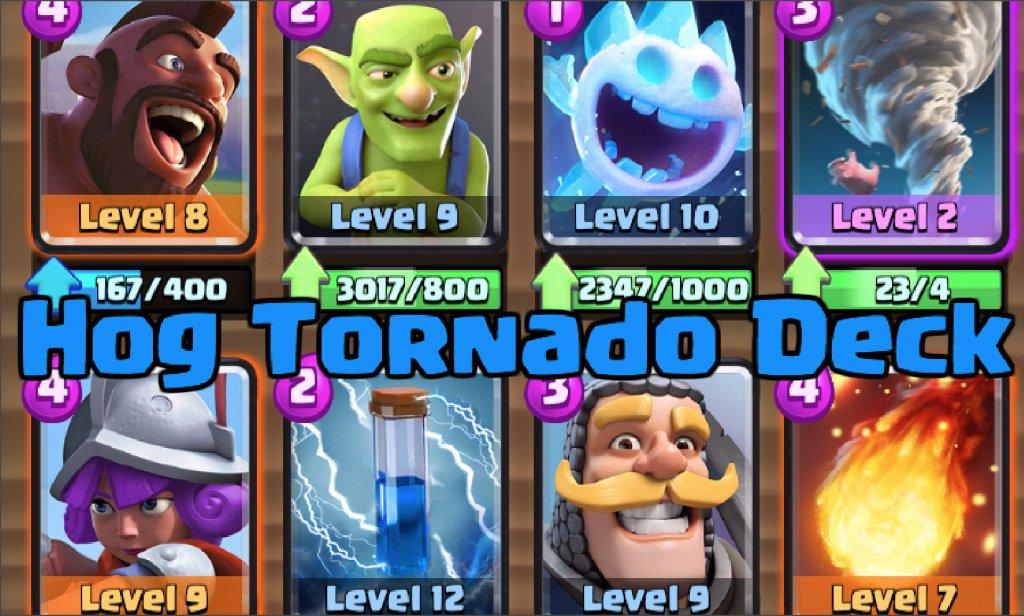 4 2 1 3
Level 8 Level 9 Level 10 Level 2
167/400 3017/800 2347/1000 23/4
Hog Tornado Deck
4 2 3 4
Level 9 Level 12 Level 9 Level 7